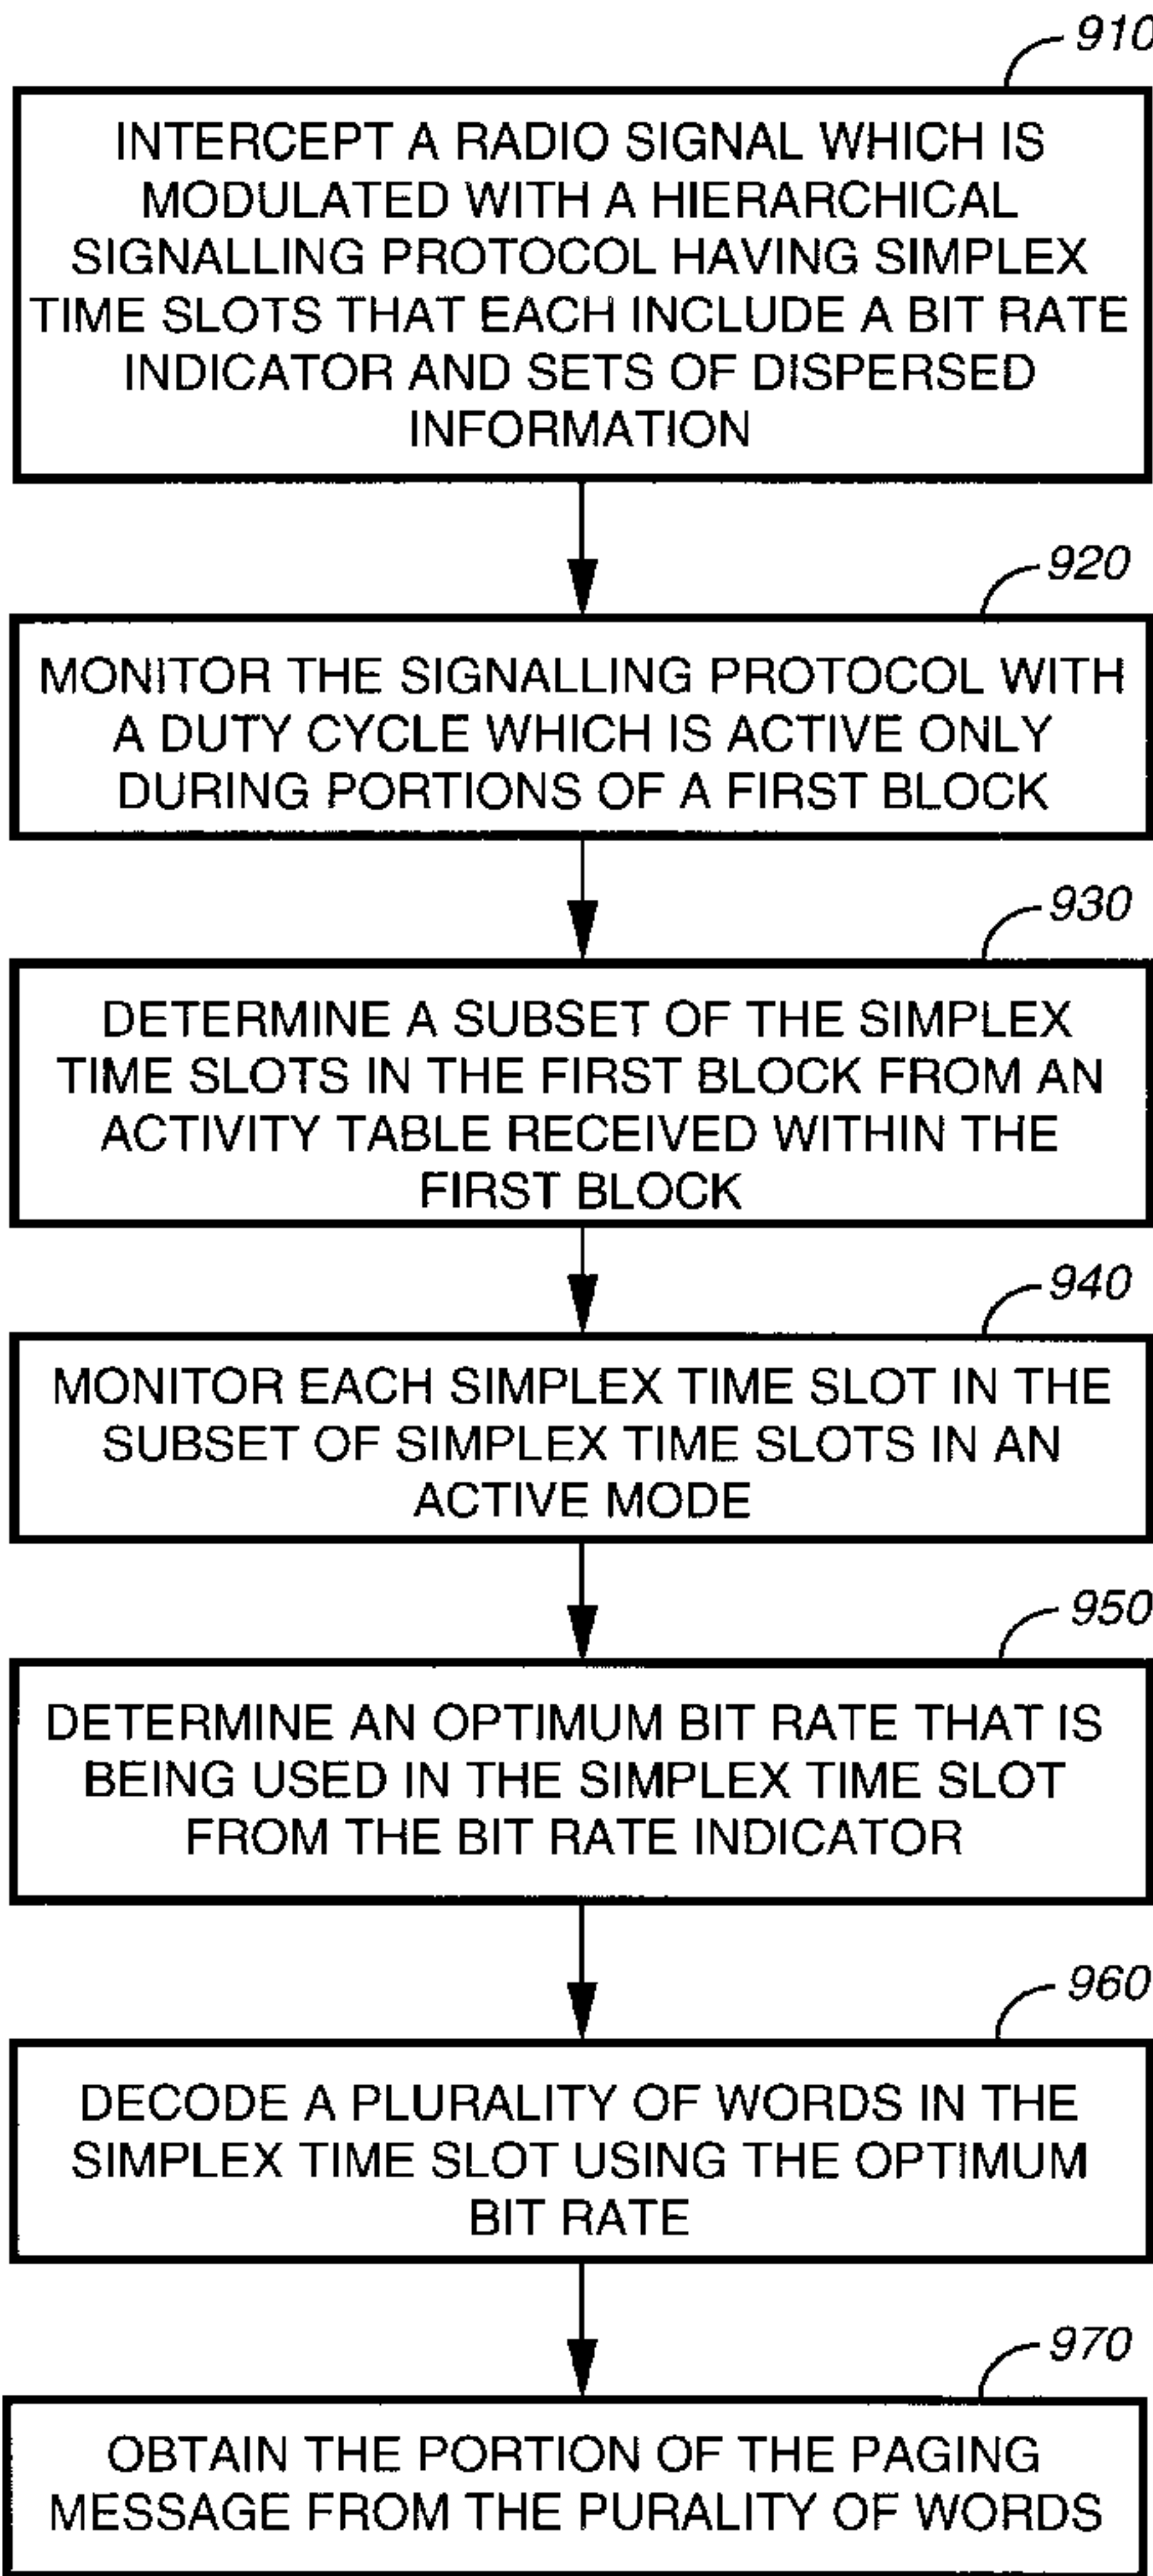 910
INTERCEPT A RADIO SIGNAL WHICH IS
MODULATED WITH A HIERARCHICAL
SIGNALLING PROTOCOL HAVING SIMPLEX
TIME SLOTS THAT EACH INCLUDE A BIT RATE
INDICATOR AND SETS OF DISPERSED
INFORMATION
920
MONITOR THE SIGNALLING PROTOCOL WITH
A DUTY CYCLE WHICH IS ACTIVE ONLY
DURING PORTIONS OF A FIRST BLOCK
930
DETERMINE A SUBSET OF THE SIMPLEX
TIME SLOTS IN THE FIRST BLOCK FROM AN
ACTIVITY TABLE RECEIVED WITHIN THE
FIRST BLOCK
940
MONITOR EACH SIMPLEX TIME SLOT IN THE
SUBSET OF SIMPLEX TIME SLOTS IN AN
ACTIVE MODE
950
DETERMINE AN OPTIMUM BIT RATE THAT IS
BEING USED IN THE SIMPLEX TIME SLOT
FROM THE BIT RATE INDICATOR
960
DECODE A PLURALITY OF WORDS IN THE
SIMPLEX TIME SLOT USING THE OPTIMUM
BIT RATE
970
OBTAIN THE PORTION OF THE PAGING
MESSAGE FROM THE PURALITY OF WORDS